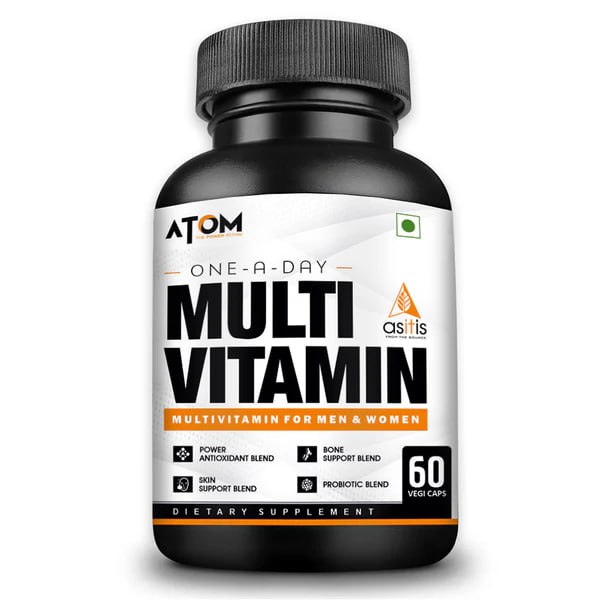 ATOM
THE POWER WITHIN
ONE-A-DAY
MULTI
VITAMIN
asitis
FROM THE SOURCE
MULTIVITAMIN FOR MEN & WOMEN
POWER
ANTIOXIDANT BLEND
BONE
SUPPORT BLEND
SKIN
SUPPORT BLEND
PROBIOTIC BLEND
60
VEGI CAPS
DIETARY SUPPLEMENT